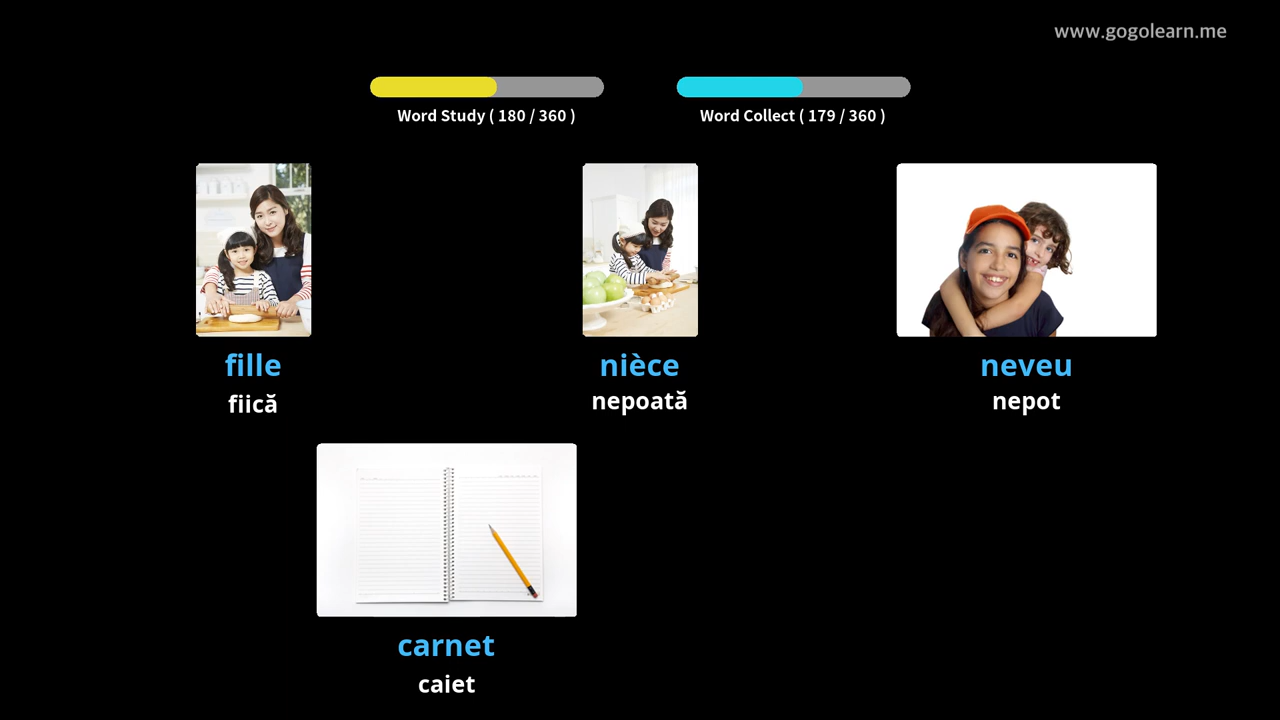 www.gogolearn.me
Word Study ( 180 / 360 )
Word Collect ( 179 / 360 )
fille
fiică
nièce
nepoată
neveu
nepot
carnet
caiet